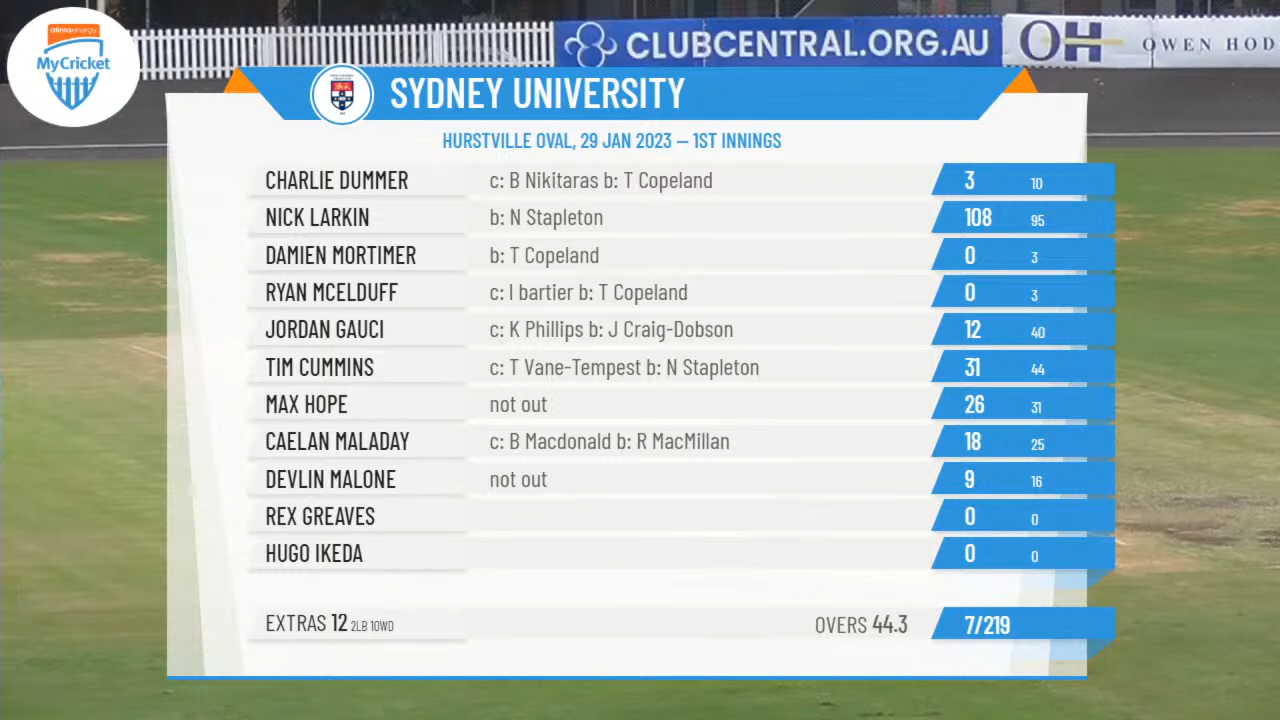 alintaenergy
MyCricket
CLUBCENTRAL.ORG.AU
OH OWEN HOD
SYDNEY UNIVERSITY
HURSTVILLE OVAL, 29 JAN 2023 – 1ST INNINGS
CHARLIE DUMMER c: B Nikitaras b: T Copeland 3 10
NICK LARKIN b: N Stapleton 108 95
DAMIEN MORTIMER b: T Copeland 0 3
RYAN MCELDUFF c: I bartier b: T Copeland 0 3
JORDAN GAUCI c: K Phillips b: J Craig-Dobson 12 40
TIM CUMMINS c: T Vane-Tempest b: N Stapleton 31 44
MAX HOPE not out 26 31
CAELAN MALADAY c: B Macdonald b: R MacMillan 18 25
DEVLIN MALONE not out 9 16
REX GREAVES 0 0
HUGO IKEDA 0 0
EXTRAS 12 2LB 10WD OVERS 44.3 7/219